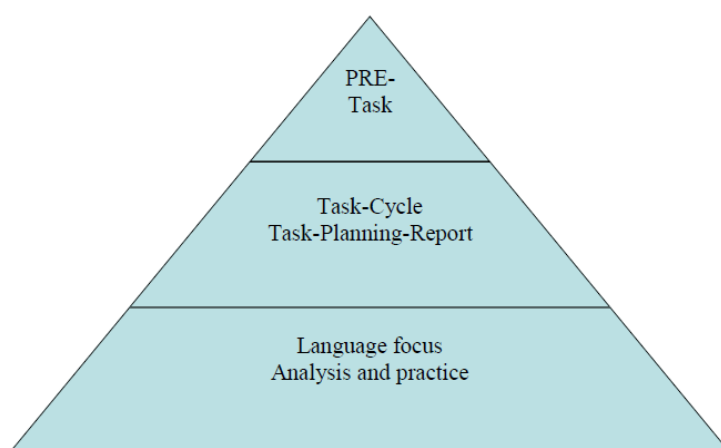 PRE-
Task
Task-Cycle
Task-Planning-Report
Language focus
Analysis and practice